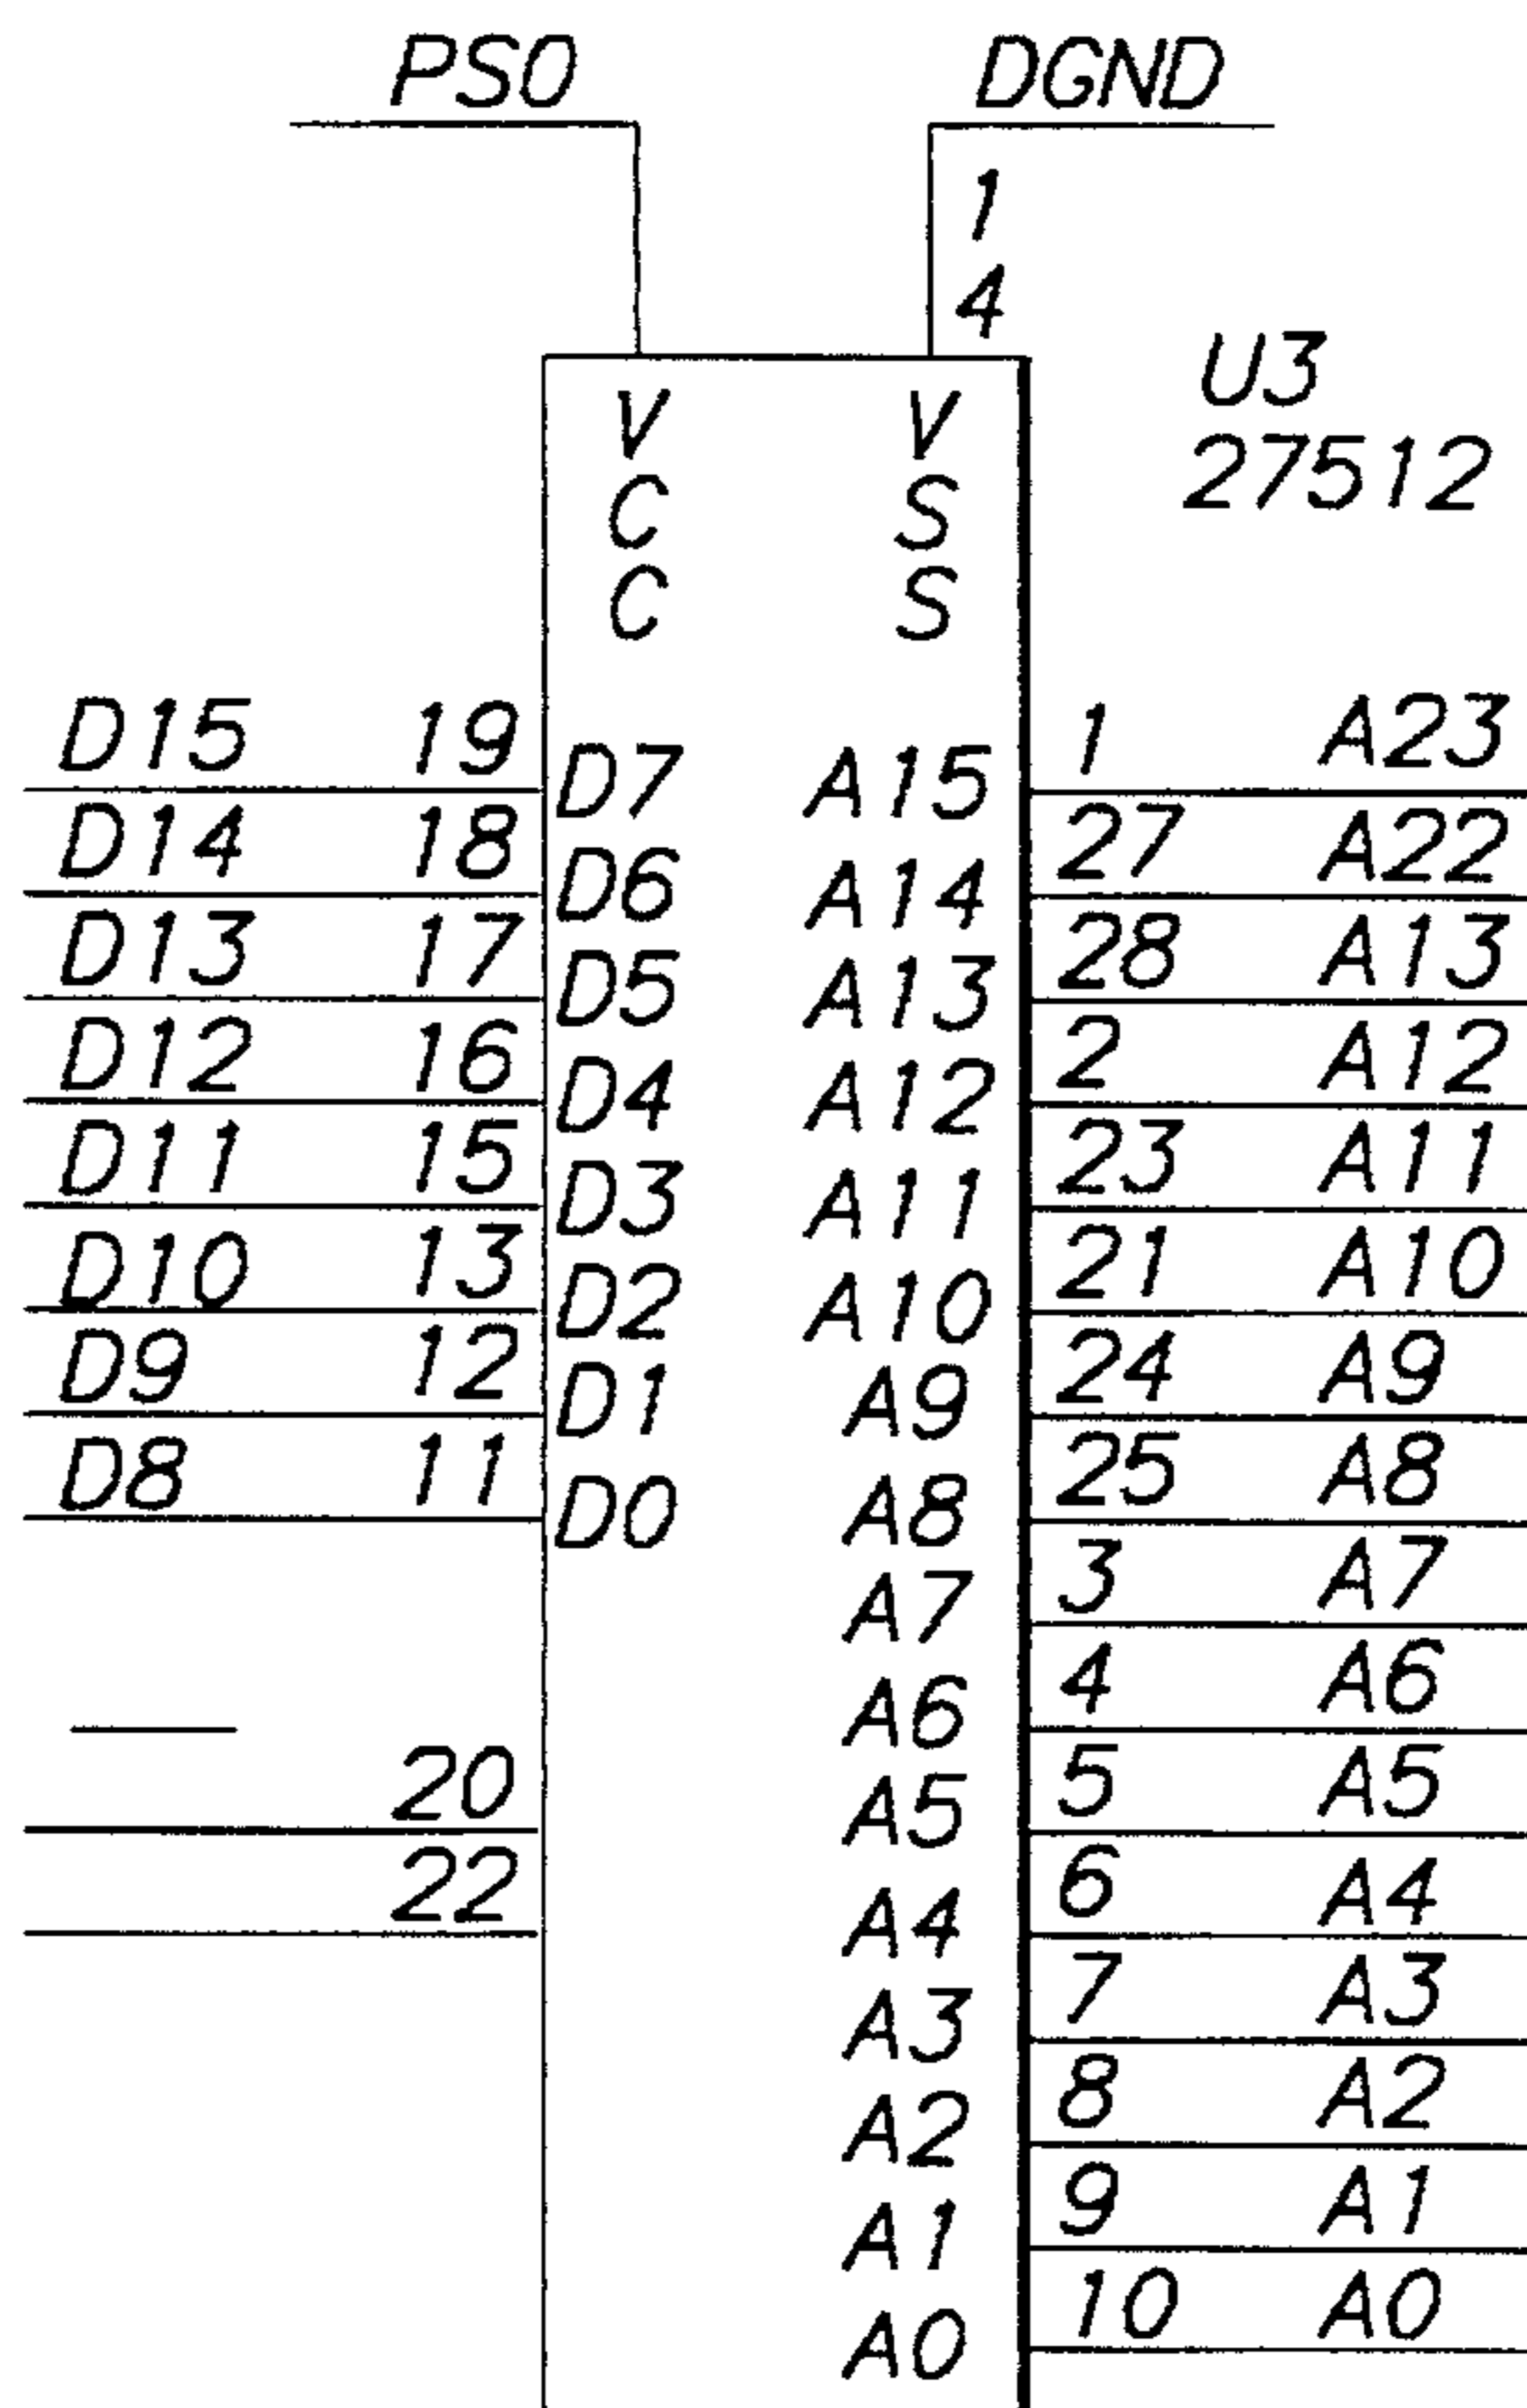 PS0 DGND
1
4
U3
27512
V V
C S
C S
D15 19 D7 A15 1 A23
D14 18 D6 A14 27 A22
D13 17 D5 A13 28 A13
D12 16 D4 A12 2 A12
D11 15 D3 A11 23 A11
D10 13 D2 A10 21 A10
D9 12 D1 A9 24 A9
D8 11 D0 A8 25 A8
A7 3 A7
A6 4 A6
20 A5 5 A5
22 A4 6 A4
A3 7 A3
A2 8 A2
A1 9 A1
A0 10 A0